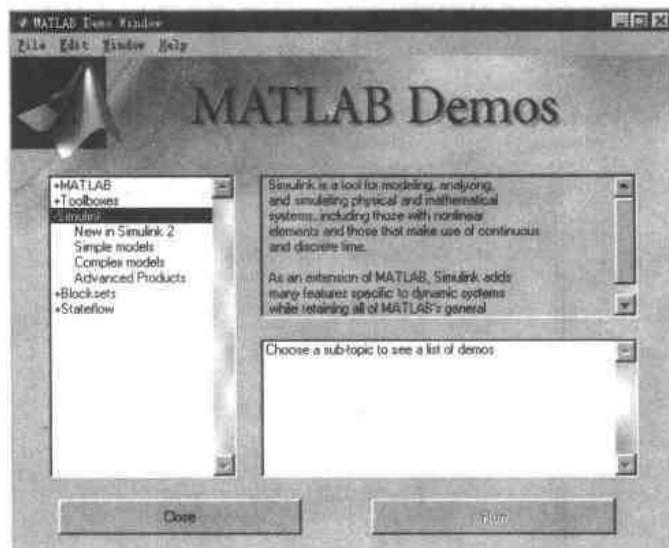 MATLAB Demo Window
File Edit Window Help
MATLAB Demos
+MATLAB
+Toolboxes
-Simulink
New in Simulink 2
Simple models
Complex models
Advanced Products
+Blocksets
+Stateflow
Simulink is a tool for modeling, analyzing,
and simulating physical and mathematical
systems, including those with nonlinear
elements and those that make use of continuous
and discrete time.
As an extension of MATLAB, Simulink adds
many features specific to dynamic systems
while retaining all of MATLAB's general
Choose a sub-topic to see a list of demos
Close
Run